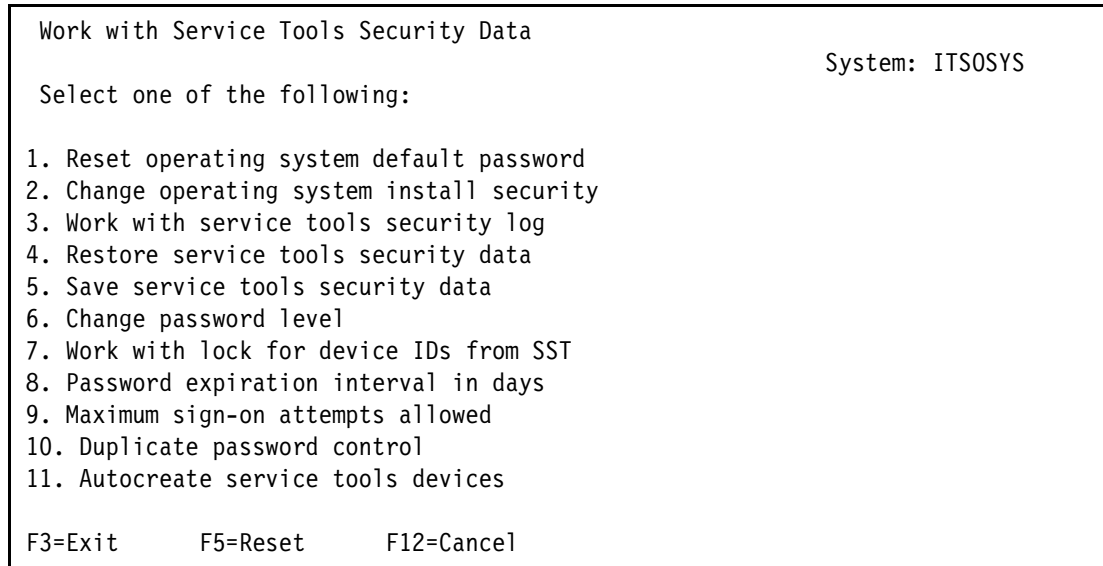 Work with Service Tools Security Data
System: ITSOSYS
Select one of the following:
1. Reset operating system default password
2. Change operating system install security
3. Work with service tools security log
4. Restore service tools security data
5. Save service tools security data
6. Change password level
7. Work with lock for device IDs from SST
8. Password expiration interval in days
9. Maximum sign-on attempts allowed
10. Duplicate password control
11. Autocreate service tools devices
F3=Exit F5=Reset F12=Cancel